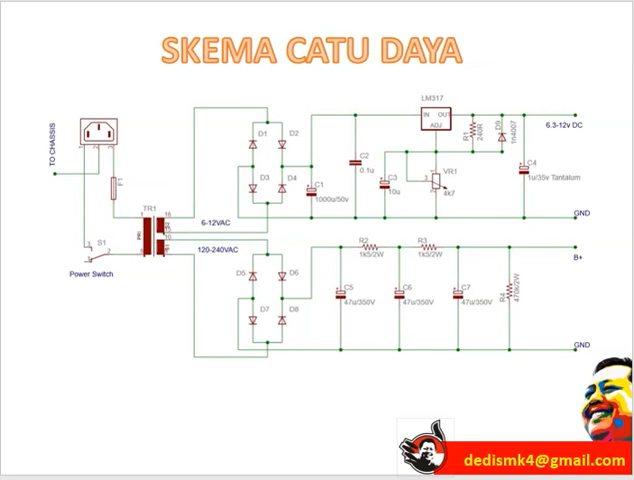 SKEMA CATU DAYA
TO CHASSIS
1 2 3
F1
TR1
S1
Power Switch
6-12VAC
120-240VAC
D1
D2
D3
D4
C1
1000u/50v
C2
0.1u
C3
10u
LM317
IN OUT
ADJ
VR1
4k7
R1
240R
D9
1n4007
C4
1u/35v Tantalum
6.3-12v DC
GND
D5
D6
D7
D8
R2
1k5/2W
R3
1k5/2W
C5
47u/350V
C6
47u/350V
C7
47u/350V
R4
470k/2W
B+
GND
dedismk4@gmail.com